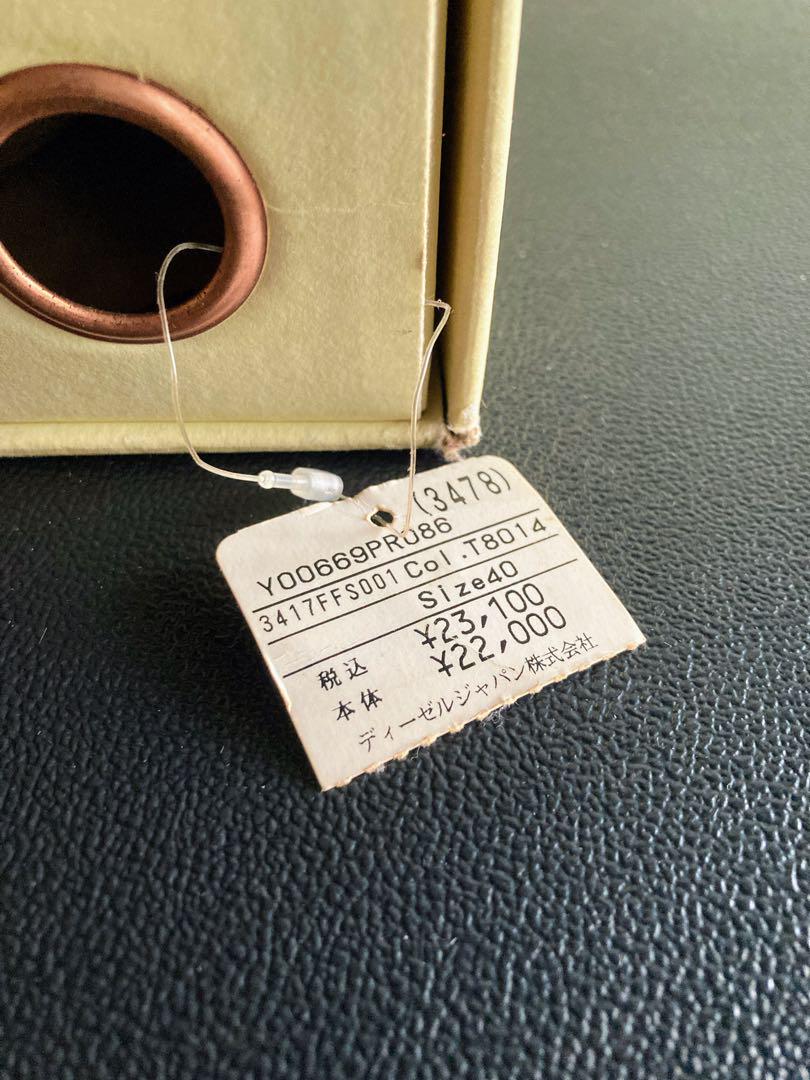 (3478)
Y00669PR086
3417FFS001 Col.T8014
Size40
税込 ¥23,100
本体 ¥22,000
ディーゼルジャパン株式会社